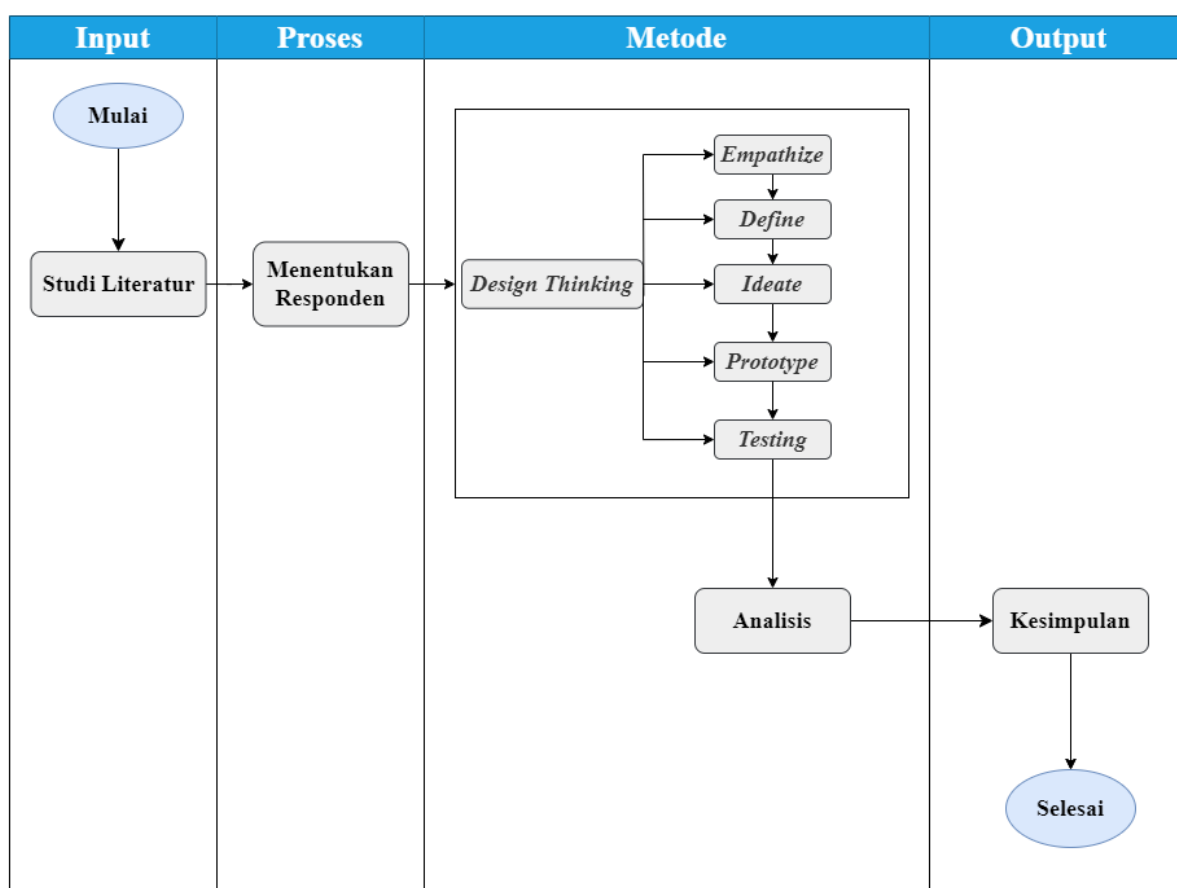 Input
Proses
Metode
Output
Mulai
Studi Literatur
Menentukan
Responden
Design Thinking
Empathize
Define
Ideate
Prototype
Testing
Analisis
Kesimpulan
Selesai